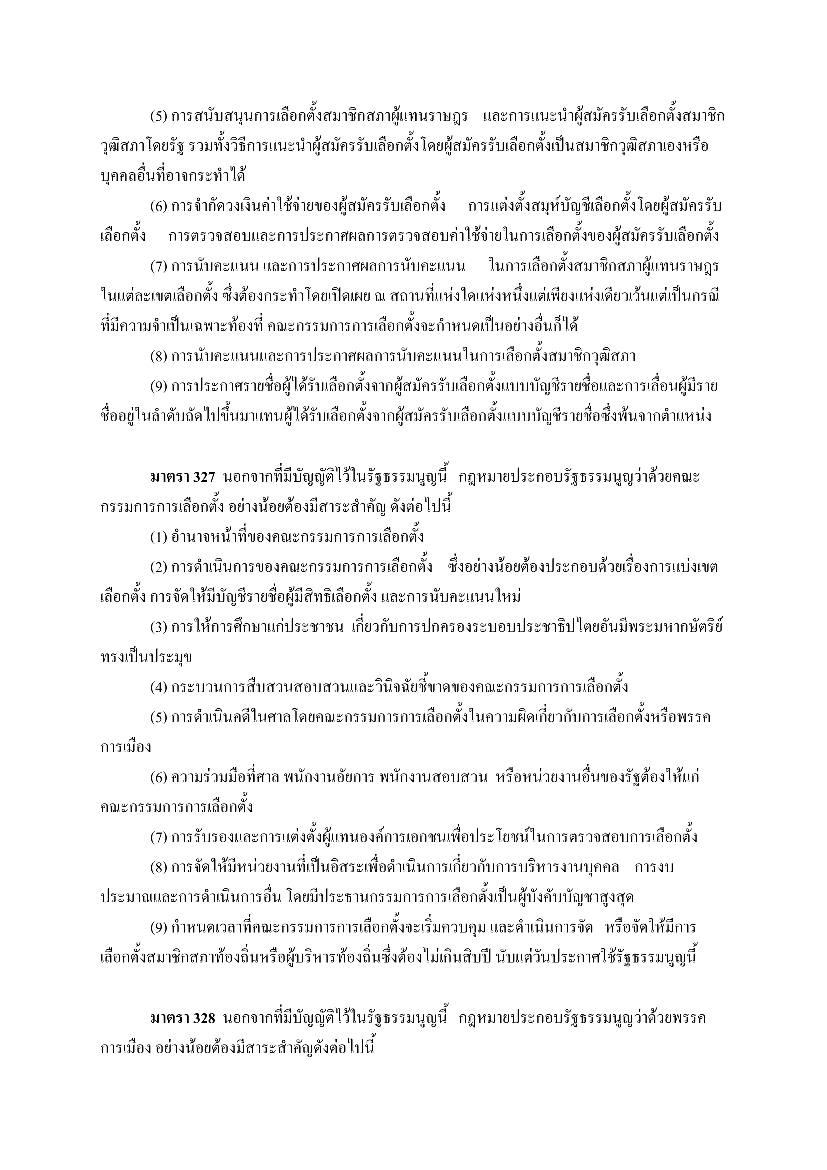 (5) การสนับสนุนการเลือกตั้งสมาชิกสภาผู้แทนราษฎร และการแนะนำผู้สมัครรับเลือกตั้งสมาชิก
วุฒิสภาโดยรัฐ รวมทั้งวิธีการแนะนำผู้สมัครรับเลือกตั้งโดยผู้สมัครรับเลือกตั้งเป็นสมาชิกวุฒิสภาเองหรือ
บุคคลอื่นที่อาจกระทำได้
(6) การจำกัดวงเงินค่าใช้จ่ายของผู้สมัครรับเลือกตั้ง การแต่งตั้งสมุห์บัญชีเลือกตั้งโดยผู้สมัครรับ
เลือกตั้ง การตรวจสอบและการประกาศผลการตรวจสอบค่าใช้จ่ายในการเลือกตั้งของผู้สมัครรับเลือกตั้ง
(7) การนับคะแนน และการประกาศผลการนับคะแนน ในการเลือกตั้งสมาชิกสภาผู้แทนราษฎร
ในแต่ละเขตเลือกตั้ง ซึ่งต้องกระทำโดยเปิดเผย ณ สถานที่แห่งใดแห่งหนึ่งแต่เพียงแห่งเดียวเว้นแต่เป็นกรณี
ที่มีความจำเป็นเฉพาะท้องที่ คณะกรรมการการเลือกตั้งจะกำหนดเป็นอย่างอื่นก็ได้
(8) การนับคะแนนและการประกาศผลการนับคะแนนในการเลือกตั้งสมาชิกวุฒิสภา
(9) การประกาศรายชื่อผู้ได้รับเลือกตั้งจากผู้สมัครรับเลือกตั้งแบบบัญชีรายชื่อและการเลื่อนผู้มีราย
ชื่ออยู่ในลำดับถัดไปขึ้นมาแทนผู้ได้รับเลือกตั้งจากผู้สมัครรับเลือกตั้งแบบบัญชีรายชื่อซึ่งพ้นจากตำแหน่ง
มาตรา 327 นอกจากที่มีบัญญัติไว้ในรัฐธรรมนูญนี้ กฎหมายประกอบรัฐธรรมนูญว่าด้วยคณะ
กรรมการการเลือกตั้ง อย่างน้อยต้องมีสาระสำคัญ ดังต่อไปนี้
(1) อำนาจหน้าที่ของคณะกรรมการการเลือกตั้ง
(2) การดำเนินการของคณะกรรมการการเลือกตั้ง ซึ่งอย่างน้อยต้องประกอบด้วยเรื่องการแบ่งเขต
เลือกตั้ง การจัดให้มีบัญชีรายชื่อผู้มีสิทธิเลือกตั้ง และการนับคะแนนใหม่
(3) การให้การศึกษาแก่ประชาชน เกี่ยวกับการปกครองระบอบประชาธิปไตยอันมีพระมหากษัตริย์
ทรงเป็นประมุข
(4) กระบวนการสืบสวนสอบสวนและวินิจฉัยชี้ขาดของคณะกรรมการการเลือกตั้ง
(5) การดำเนินคดีในศาลโดยคณะกรรมการการเลือกตั้งในความผิดเกี่ยวกับการเลือกตั้งหรือพรรค
การเมือง
(6) ความร่วมมือที่ศาล พนักงานอัยการ พนักงานสอบสวน หรือหน่วยงานอื่นของรัฐต้องให้แก่
คณะกรรมการการเลือกตั้ง
(7) การรับรองและการแต่งตั้งผู้แทนองค์การเอกชนเพื่อประโยชน์ในการตรวจสอบการเลือกตั้ง
(8) การจัดให้มีหน่วยงานที่เป็นอิสระเพื่อดำเนินการเกี่ยวกับการบริหารงานบุคคล การงบ
ประมาณและการดำเนินการอื่น โดยมีประธานกรรมการการเลือกตั้งเป็นผู้บังคับบัญชาสูงสุด
(9) กำหนดเวลาที่คณะกรรมการการเลือกตั้งจะเริ่มควบคุม และดำเนินการจัด หรือจัดให้มีการ
เลือกตั้งสมาชิกสภาท้องถิ่นหรือผู้บริหารท้องถิ่นซึ่งต้องไม่เกินสิบปี นับแต่วันประกาศใช้รัฐธรรมนูญนี้
มาตรา 328 นอกจากที่มีบัญญัติไว้ในรัฐธรรมนูญนี้ กฎหมายประกอบรัฐธรรมนูญว่าด้วยพรรค
การเมือง อย่างน้อยต้องมีสาระสำคัญดังต่อไปนี้